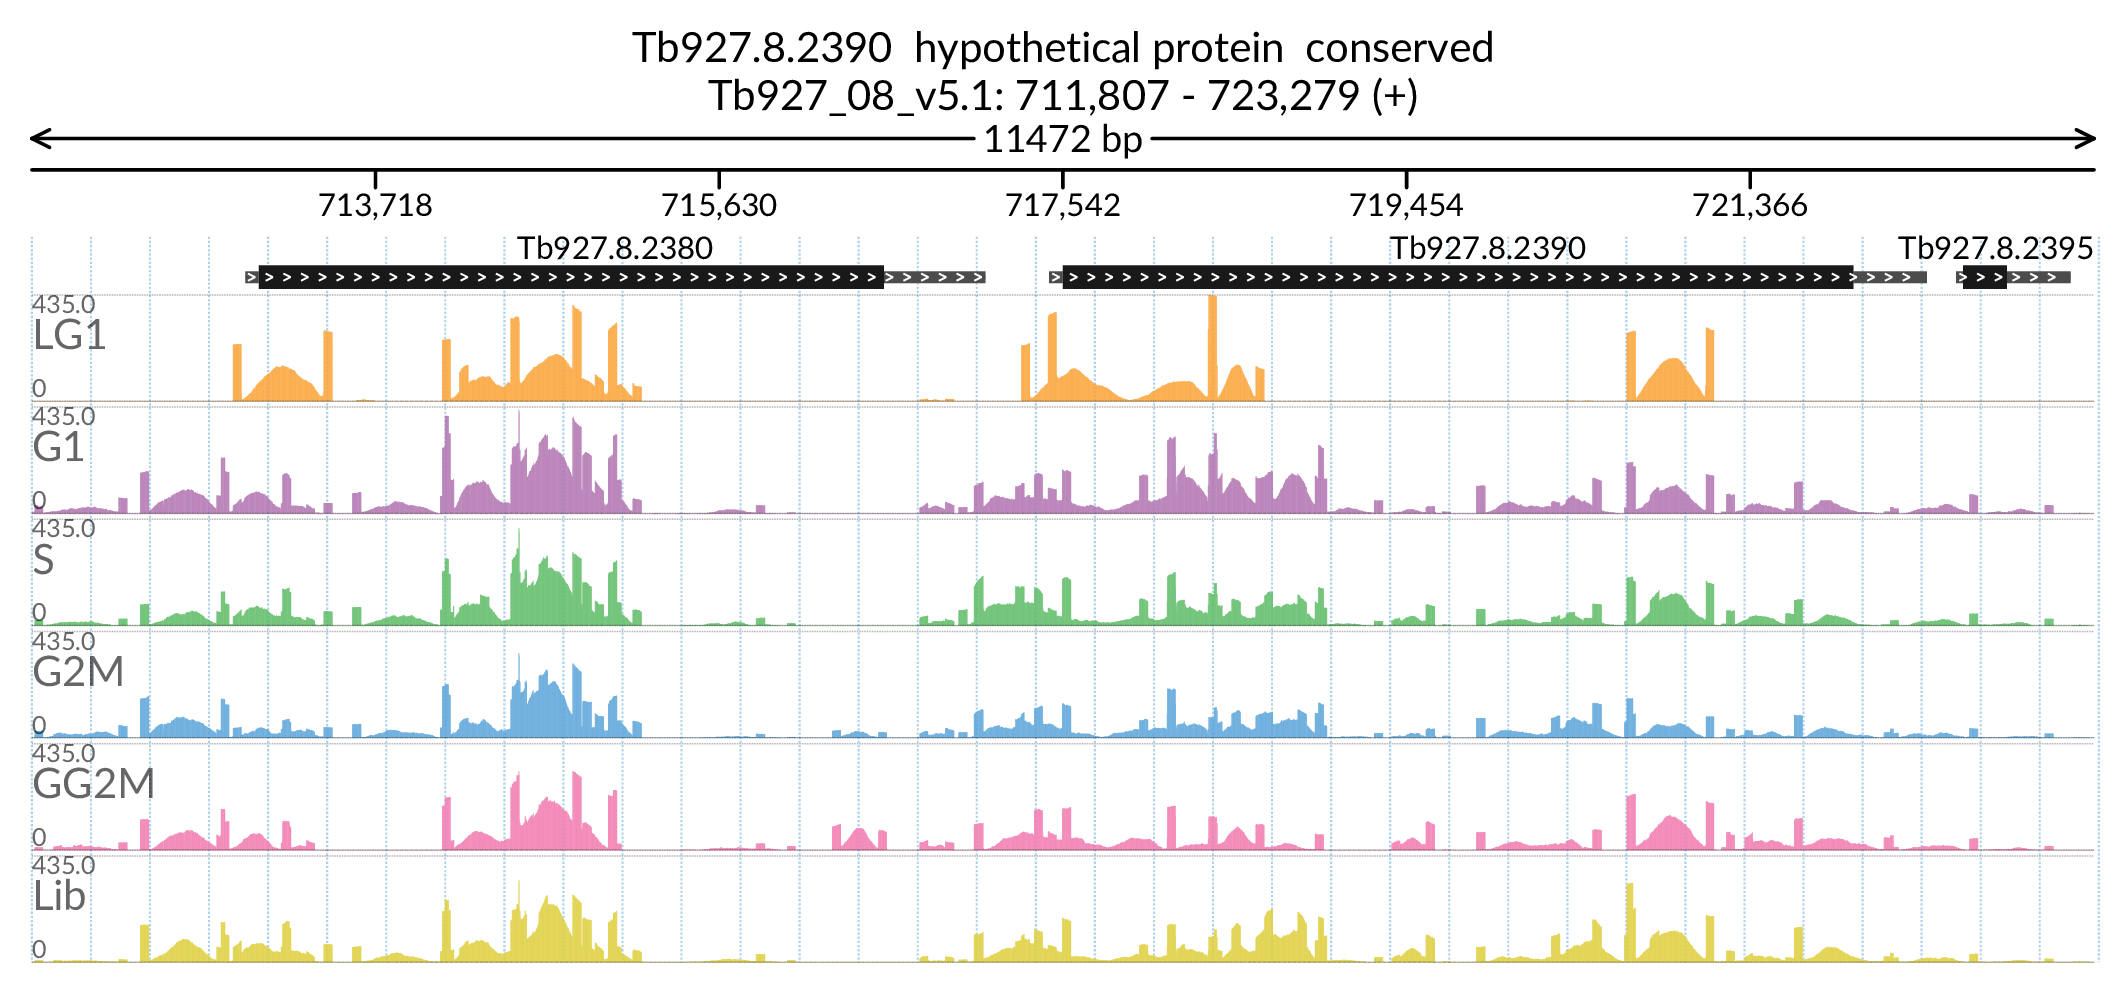 Tb927.8.2390 hypothetical protein conserved
Tb927_08_v5.1: 711,807 - 723,279 (+)
11472 bp
713,718 715,630 717,542 719,454 721,366
Tb927.8.2380 Tb927.8.2390 Tb927.8.2395
435.0
LG1
0
435.0
G1
0
435.0
S
0
435.0
G2M
0
435.0
GG2M
0
435.0
Lib
0